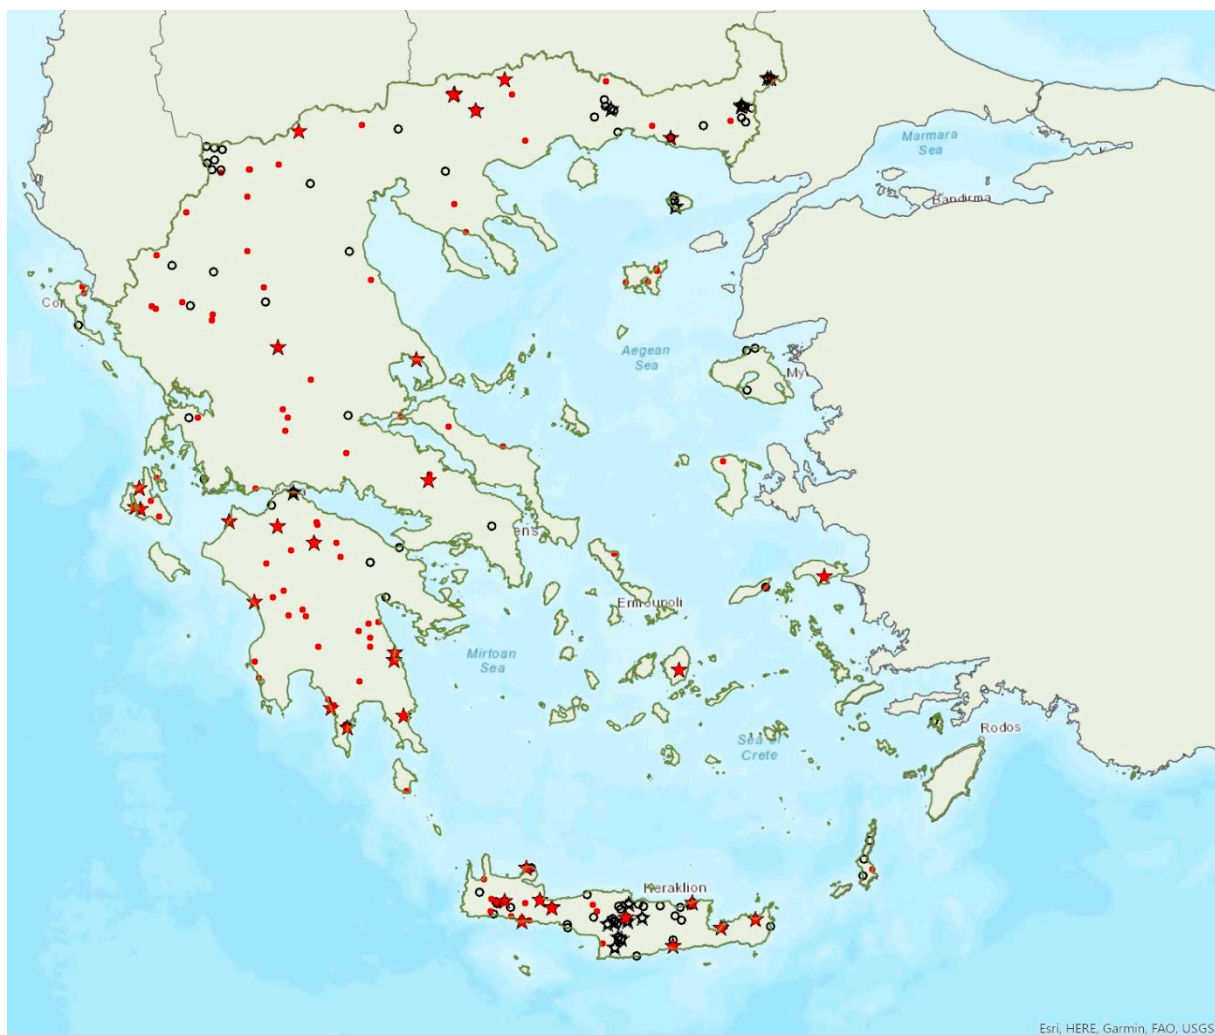 Marmara
Sea
Bandirma
Cor
Aegean
Sea
My
en's
Ermoupoli
Mirtoan
Sea
Rodos
Sea of
Crete
Heraklion
Esri, HERE, Garmin, FAO, USGS